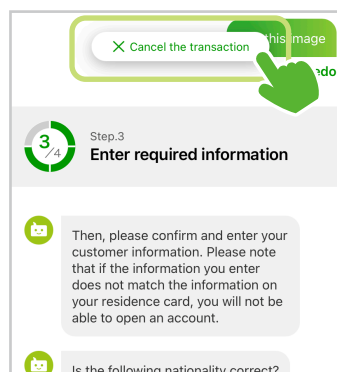 this image
Cancel the transaction
edo
3/4
Step.3
Enter required information
Then, please confirm and enter your
customer information. Please note
that if the information you enter
does not match the information on
your residence card, you will not be
able to open an account.
Is the following nationality correct?